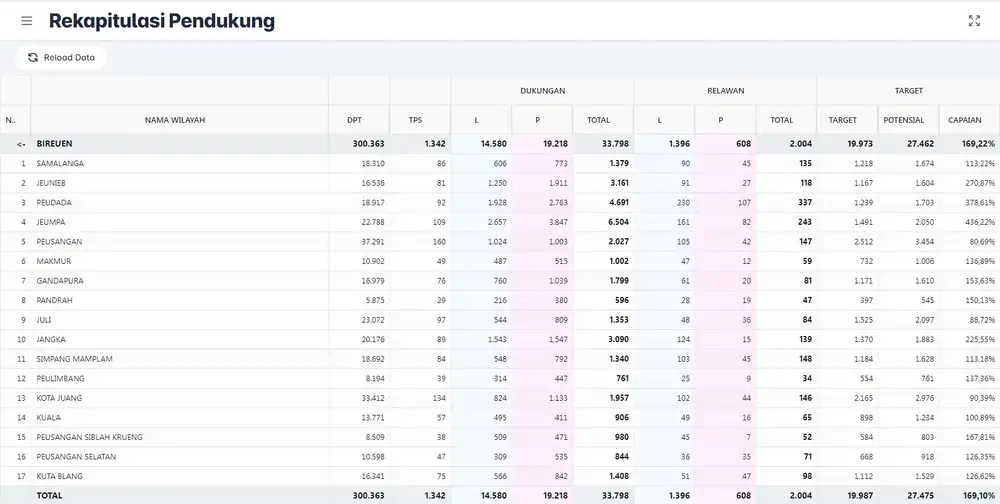 Rekapitulasi Pendukung
Reload Data
DUKUNGAN RELAWAN TARGET
N.. NAMA WILAYAH DPT TPS L P TOTAL L P TOTAL TARGET POTENSIAL CAPAIAN
<- BIREUEN 300.363 1.342 14.580 19.218 33.798 1.396 608 2.004 19.973 27.462 169,22%
1 SAMALANGA 18.310 86 606 773 1.379 90 45 135 1.218 1.674 113,22%
2 JEUNIEB 16.536 81 1.250 1.911 3.161 91 27 118 1.167 1.604 270,87%
3 PEUDADA 18.917 92 1.928 2.763 4.691 230 107 337 1.239 1.703 378,61%
4 JEUMPA 22.788 109 2.657 3.847 6.504 161 82 243 1.491 2.050 436,22%
5 PEUSANGAN 37.291 160 1.024 1.003 2.027 105 42 147 2.512 3.454 80,69%
6 MAKMUR 10.902 49 487 515 1.002 47 12 59 732 1.006 136,89%
7 GANDAPURA 16.979 76 760 1.039 1.799 61 20 81 1.171 1.610 153,63%
8 PANDRAH 5.875 29 216 380 596 28 19 47 397 545 150,13%
9 JULI 23.072 97 544 809 1.353 48 36 84 1.525 2.097 88,72%
10 JANGKA 20.176 89 1.543 1.547 3.090 124 15 139 1.370 1.883 225,55%
11 SIMPANG MAMPLAM 18.692 84 548 792 1.340 103 45 148 1.184 1.628 113,18%
12 PEULIMBANG 8.194 39 314 447 761 25 9 34 554 761 137,36%
13 KOTA JUANG 33.412 134 824 1.133 1.957 102 44 146 2.165 2.976 90,39%
14 KUALA 13.771 57 495 411 906 49 16 65 898 1.234 100,89%
15 PEUSANGAN SIBLAH KRUENG 8.509 38 509 471 980 45 7 52 584 803 167,81%
16 PEUSANGAN SELATAN 10.598 47 309 535 844 36 35 71 668 918 126,35%
17 KUTA BLANG 16.341 75 566 842 1.408 51 47 98 1.112 1.529 126,62%
TOTAL 300.363 1.342 14.580 19.218 33.798 1.396 608 2.004 19.987 27.475 169,10%